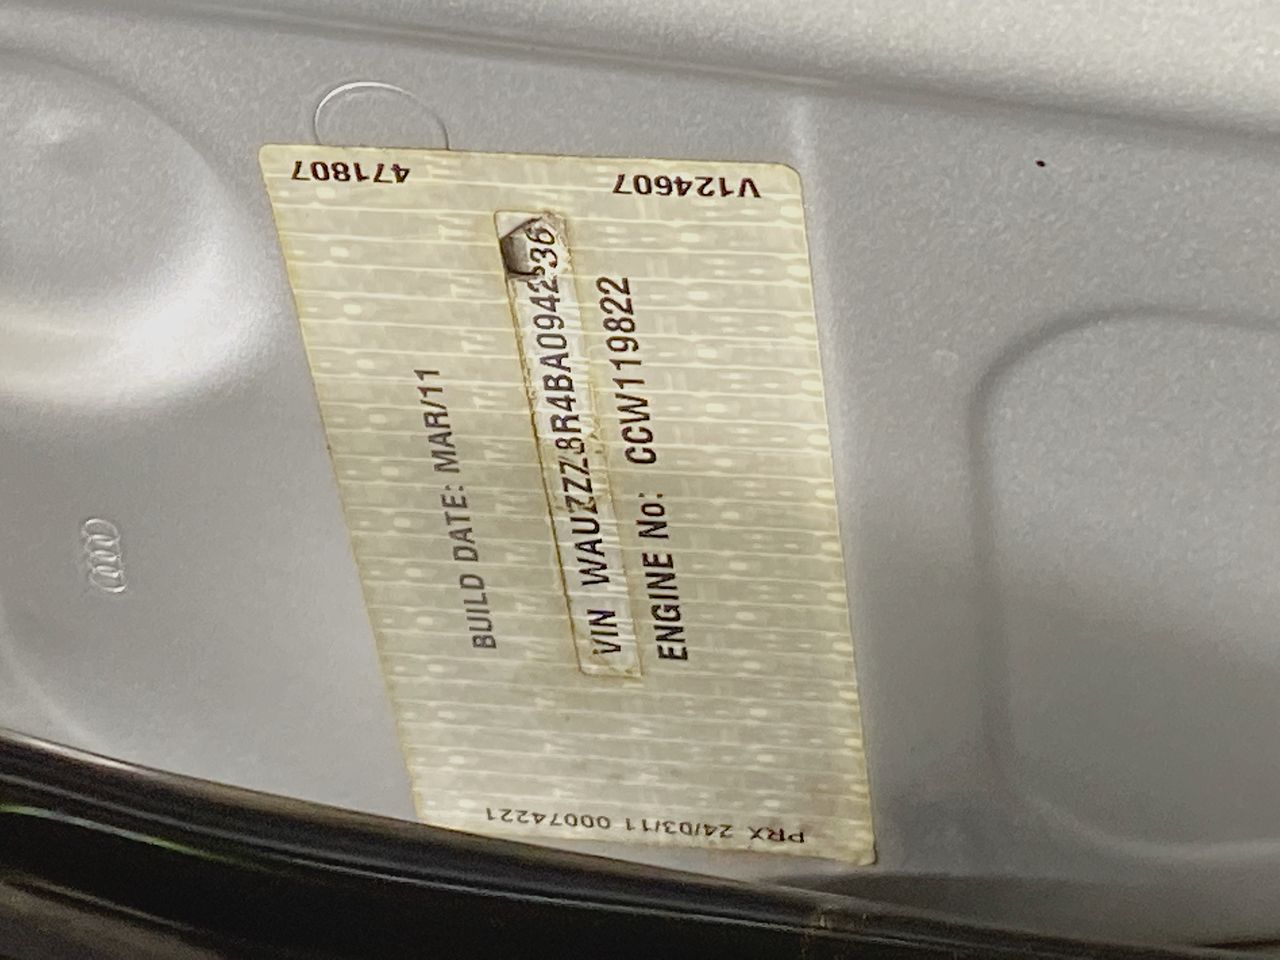 471807
V124607
BUILD DATE: MAR/11
VIN WAUZZZ8R4BA094236
ENGINE No: CCW119822
PRX 24/03/11 00074221